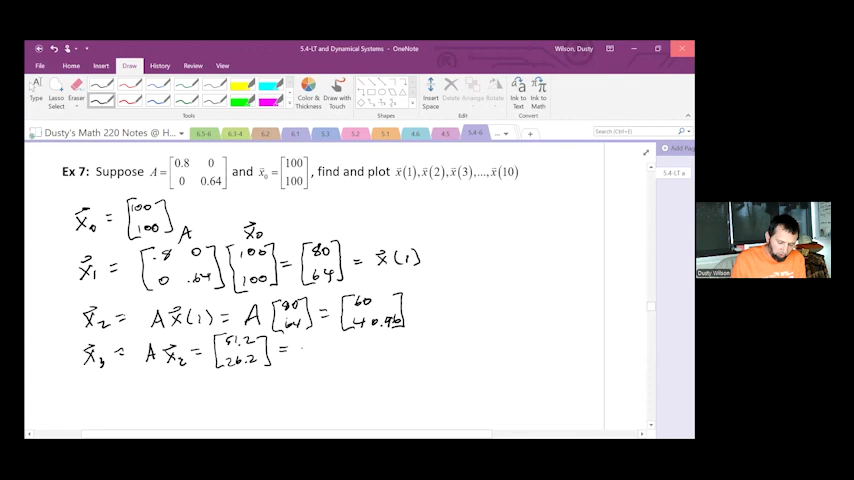 5.4-LT and Dynamical Systems - OneNote
Wilson, Dusty
File Home Insert Draw History Review View
Type Lasso Select Eraser Color & Thickness Draw with Touch Insert Space Delete Arrange Rotate Ink to Text Ink to Math
Tools Shapes Edit Convert
Dusty's Math 220 Notes @ H... 6.5-6 6.3-4 6.2 6.1 5.3 5.2 5.1 4.5 5.4-6 ... + Search (Ctrl+E)
Add Pag
5.4-LT a
Ex 7: Suppose A = [0.8 0; 0 0.64] and x⃗₀ = [100; 100], find and plot x⃗(1), x⃗(2), x⃗(3), ..., x⃗(10)
x⃗₀ = [100; 100]
A x⃗₀
x⃗₁ = [.8 0; 0 .64] [100; 100] = [80; 64] = x⃗(1)
x⃗₂ = A x⃗(1) = A [80; 64] = [60; 40.96]
x⃗₃ = A x⃗₂ = [51.2; 26.2] =
Dusty Wilson